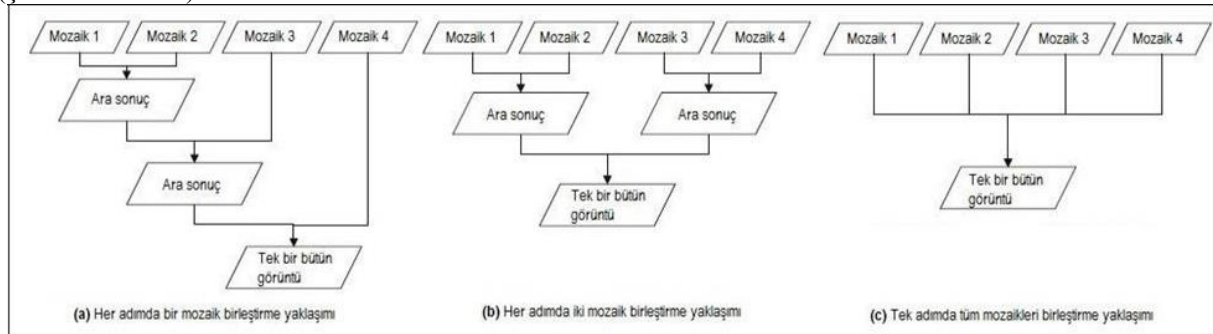 Mozaik 1
Mozaik 2
Mozaik 3
Mozaik 4
Ara sonuç
Ara sonuç
Tek bir bütün
görüntü
(a) Her adımda bir mozaik birleştirme yaklaşımı
Mozaik 1
Mozaik 2
Mozaik 3
Mozaik 4
Ara sonuç
Ara sonuç
Tek bir bütün
görüntü
(b) Her adımda iki mozaik birleştirme yaklaşımı
Mozaik 1
Mozaik 2
Mozaik 3
Mozaik 4
Tek bir bütün
görüntü
(c) Tek adımda tüm mozaikleri birleştirme yaklaşımı